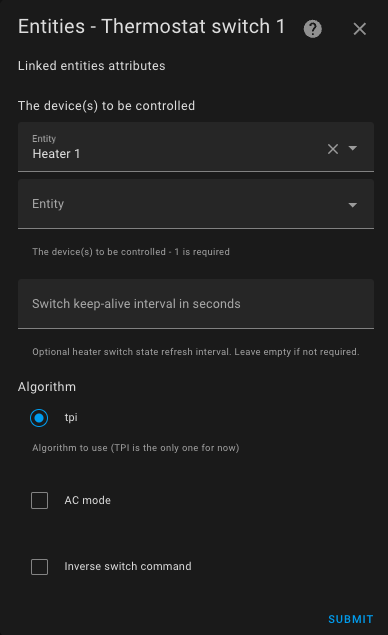 Entities - Thermostat switch 1
Linked entities attributes
The device(s) to be controlled
Entity
Heater 1
Entity
The device(s) to be controlled - 1 is required
Switch keep-alive interval in seconds
Optional heater switch state refresh interval. Leave empty if not required.
Algorithm
tpi
Algorithm to use (TPI is the only one for now)
AC mode
Inverse switch command
SUBMIT